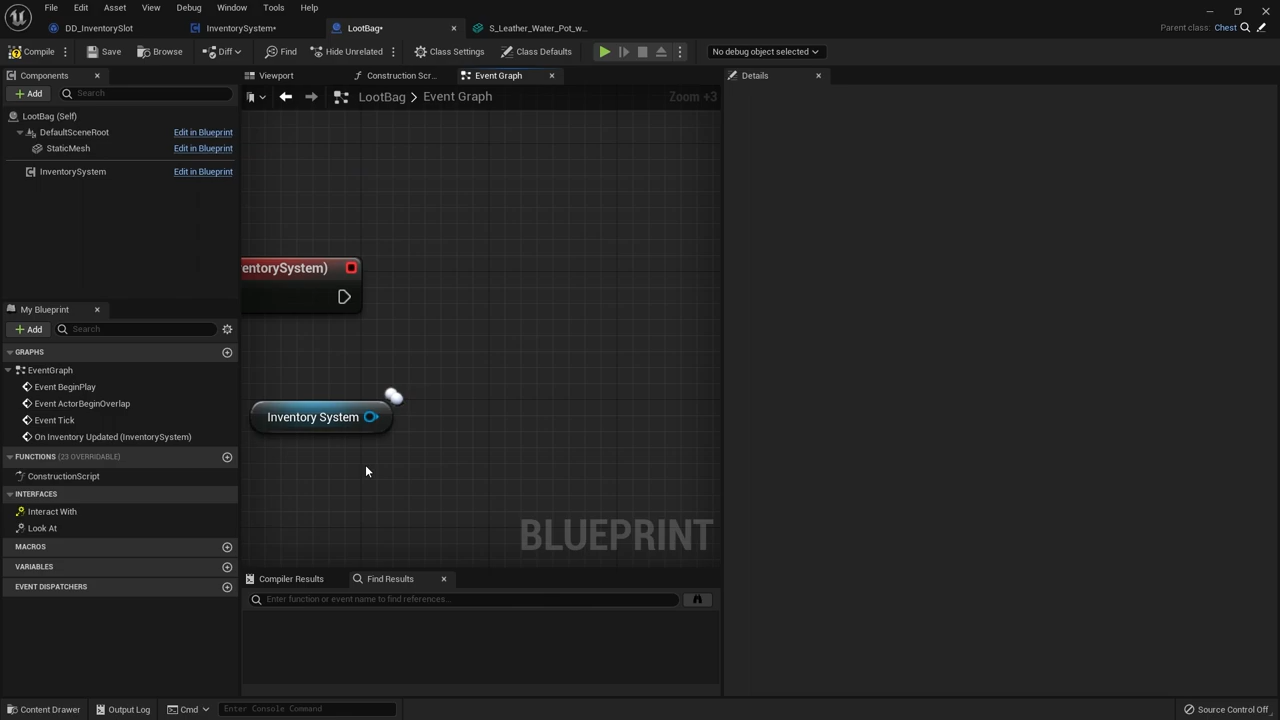 File Edit Asset View Debug Window Tools Help
DD_InventorySlot
InventorySystem*
LootBag*
S_Leather_Water_Pot_w...
Parent class: Chest
Compile
Save
Browse
Diff
Find
Hide Unrelated
Class Settings
Class Defaults
No debug object selected
Components
Add
Search
LootBag (Self)
DefaultSceneRoot
Edit in Blueprint
StaticMesh
Edit in Blueprint
InventorySystem
Edit in Blueprint
My Blueprint
Add
Search
GRAPHS
EventGraph
Event BeginPlay
Event ActorBeginOverlap
Event Tick
On Inventory Updated (InventorySystem)
FUNCTIONS (23 OVERRIDABLE)
ConstructionScript
INTERFACES
Interact With
Look At
MACROS
VARIABLES
EVENT DISPATCHERS
Viewport
Construction Scr...
Event Graph
LootBag > Event Graph
Zoom +3
entorySystem)
Inventory System
BLUEPRINT
Compiler Results
Find Results
Enter function or event name to find references...
Details
Content Drawer
Output Log
Cmd
Enter Console Command
Source Control Off